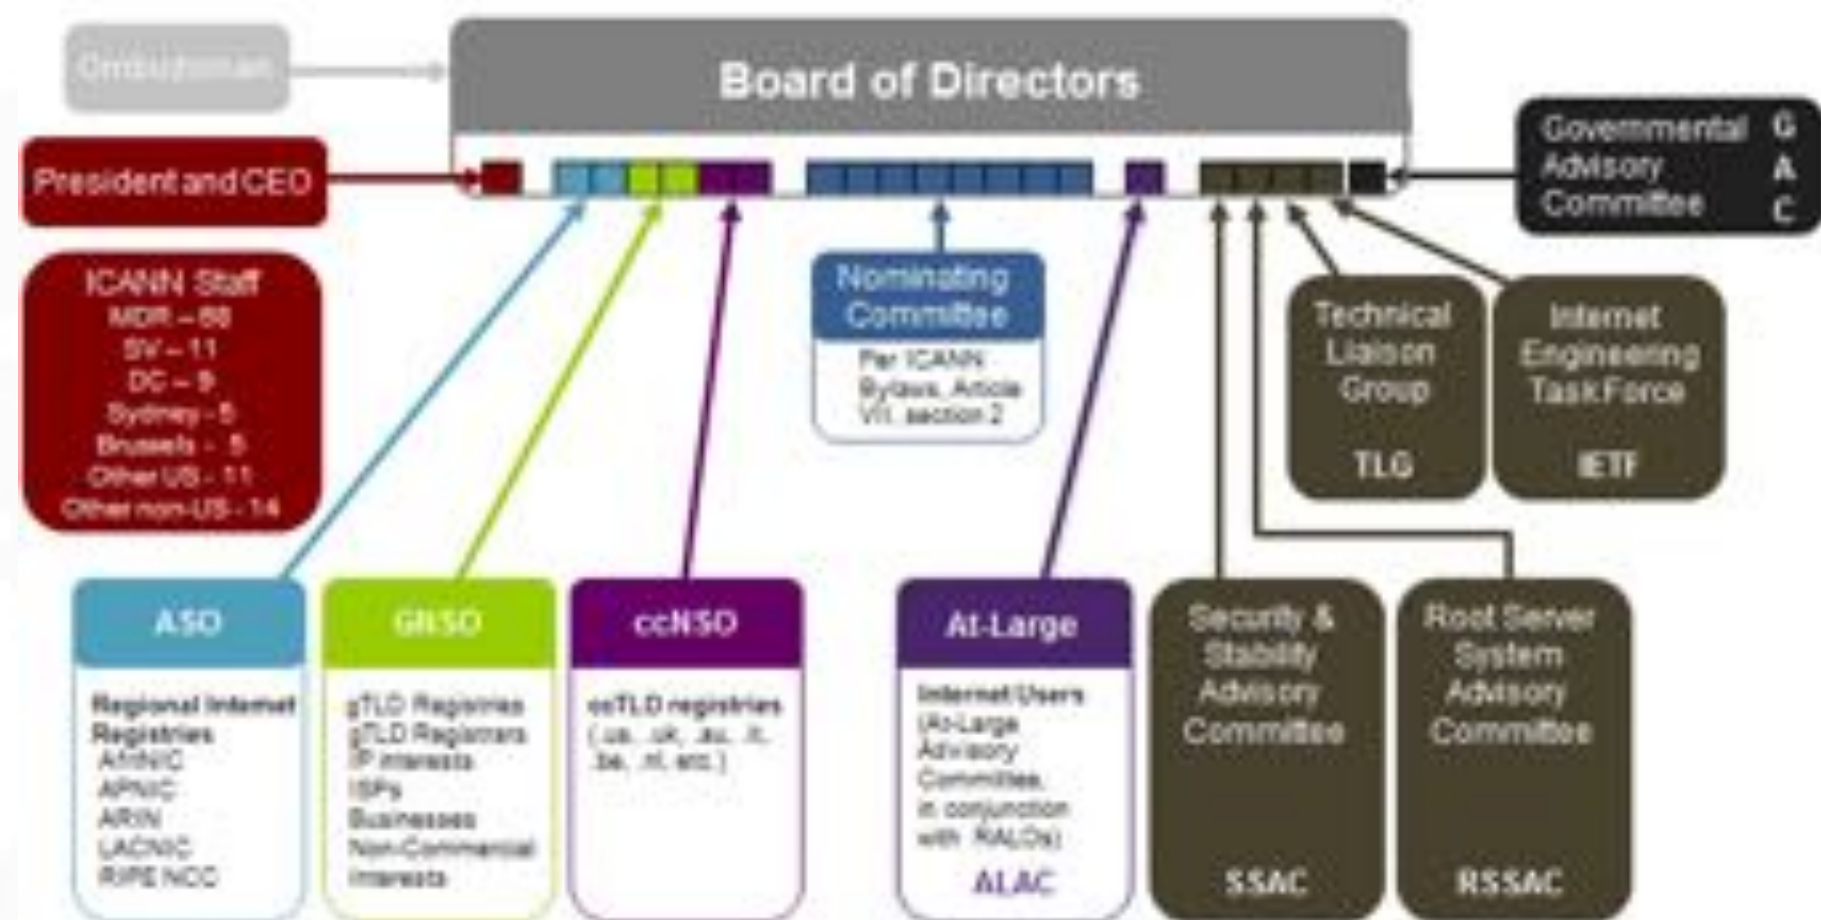 Ombudsman
Board of Directors
President and CEO
Governmental G
Advisory A
Committee C
ICANN Staff
MDR – 68
SV – 11
DC – 9
Sydney - 5
Brussels - 5
Other US - 11
Other non-US - 14
Nominating
Committee
Per ICANN
Bylaws, Article
VII, section 2
Technical
Liaison
Group
TLG
Internet
Engineering
Task Force
IETF
ASO
Regional Internet
Registries
AfriNIC
APNIC
ARIN
LACNIC
RIPE NCC
GNSO
gTLD Registries
gTLD Registrars
IP interests
ISPs
Businesses
Non-Commercial
Interests
ccNSO
ccTLD registries
(.us, .uk, .au, .it,
.be, .nl, etc.)
At-Large
Internet Users
(At-Large
Advisory
Committee,
in conjunction
with RALOs)
ALAC
Security &
Stability
Advisory
Committee
SSAC
Root Server
System
Advisory
Committee
RSSAC